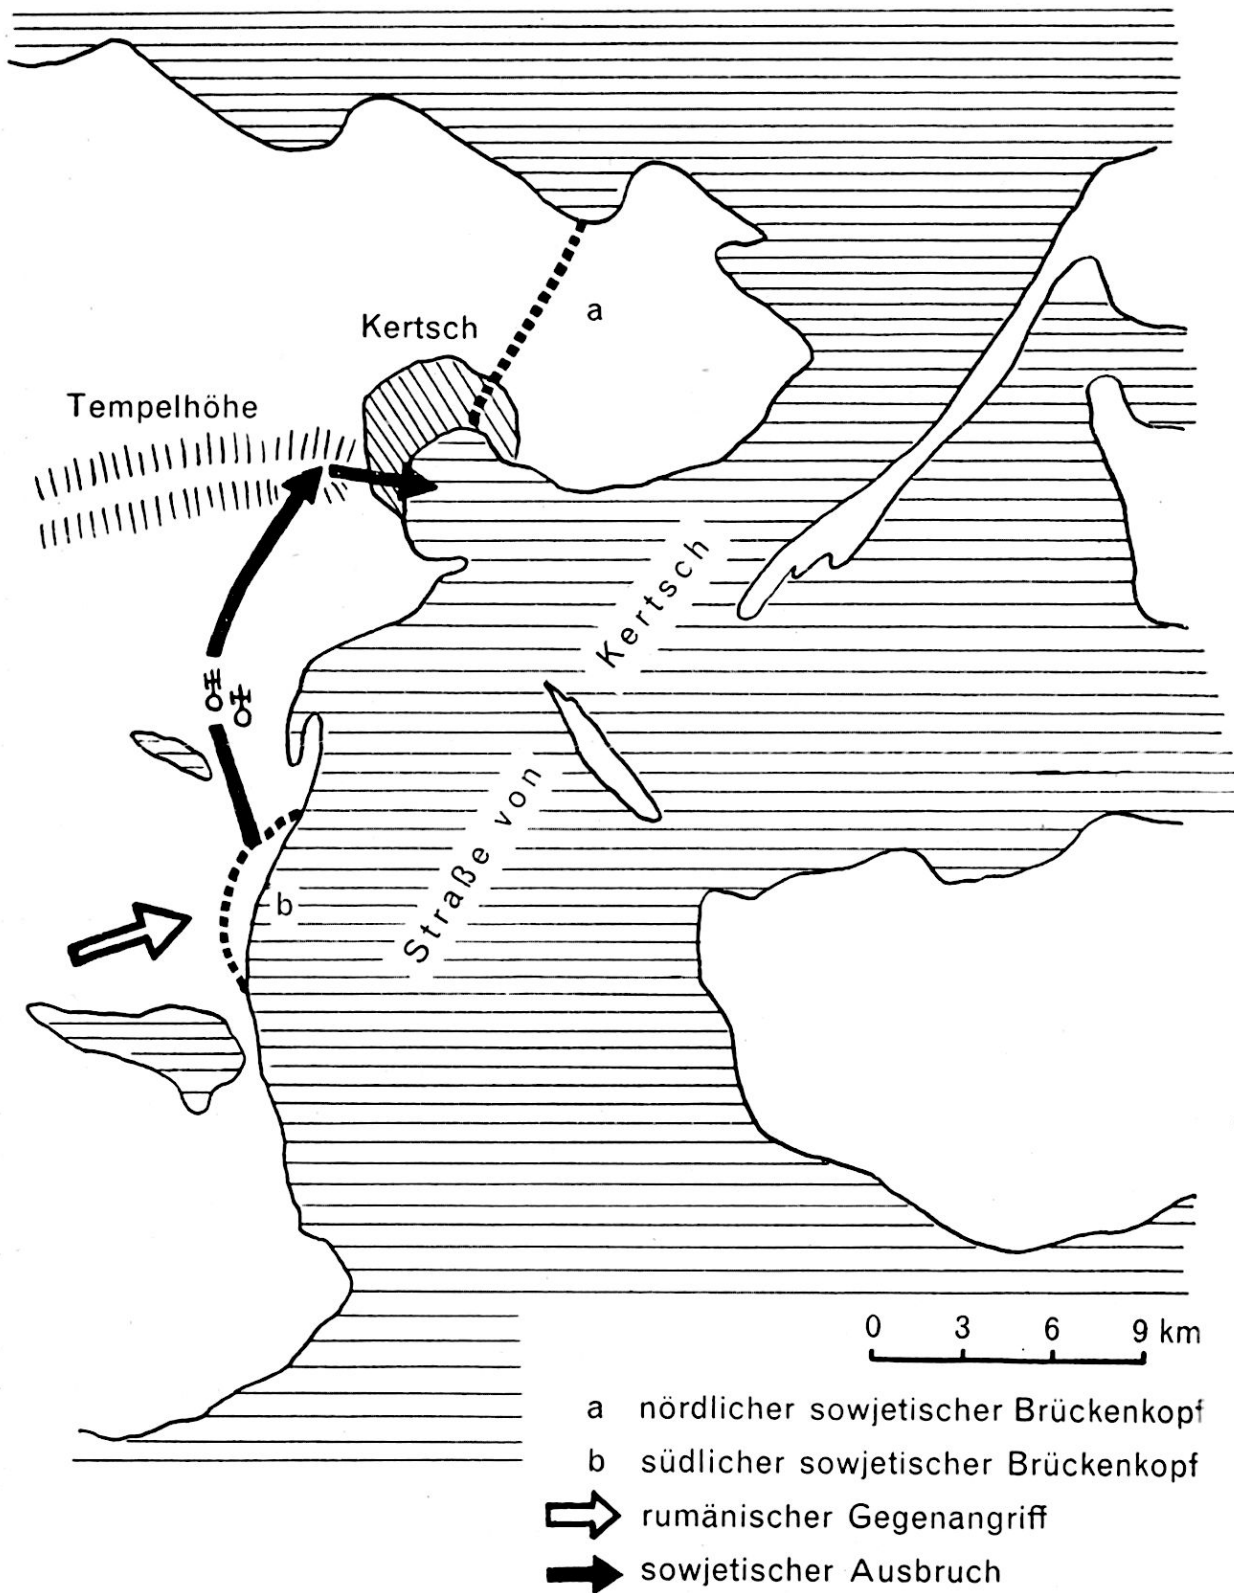 a
Kertsch
Tempelhöhe
Straße von Kertsch
b
0 3 6 9 km
a nördlicher sowjetischer Brückenkopf
b südlicher sowjetischer Brückenkopf
rumänischer Gegenangriff
sowjetischer Ausbruch